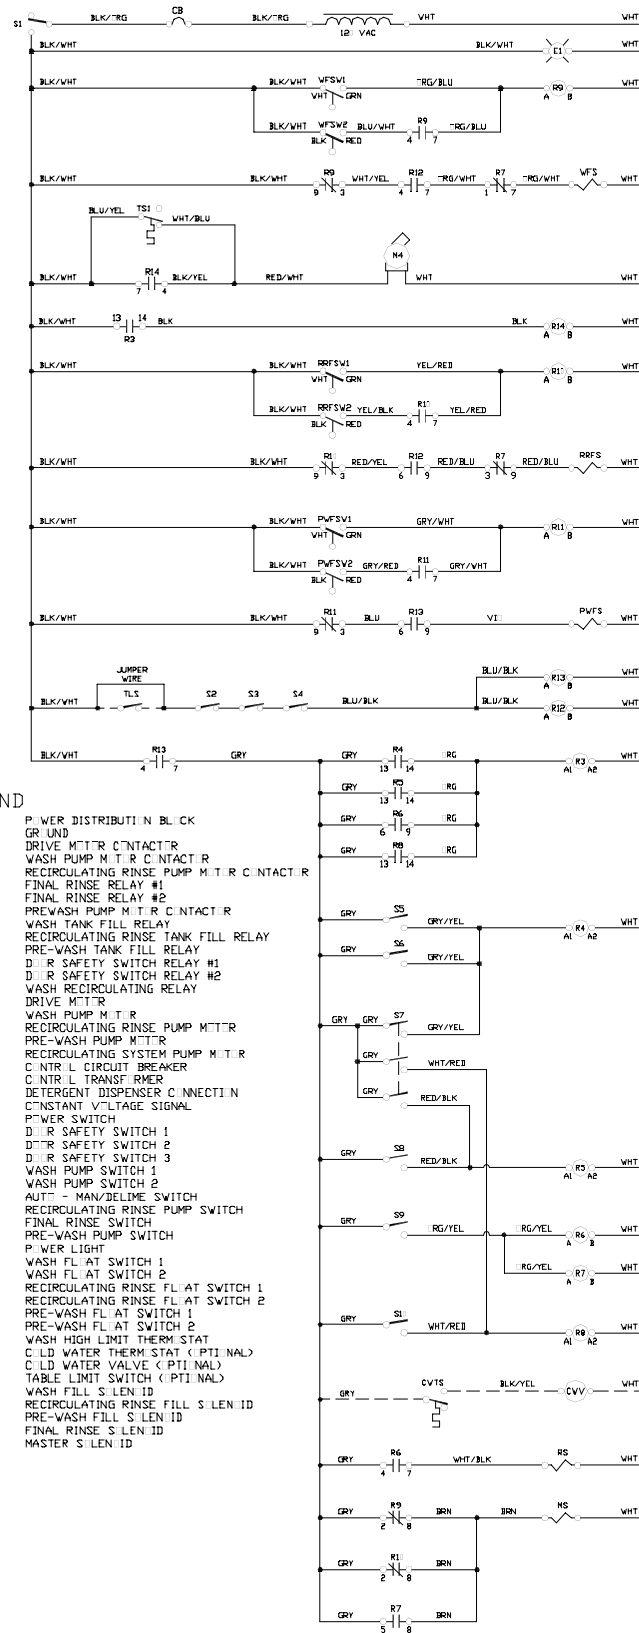 S1 BLK/ORG CB BLK/ORG 120 VAC WHT
BLK/WHT BLK/WHT E1 WHT
BLK/WHT BLK/WHT WFSW1 ORG/BLU R9 WHT
WHT GRN A B
BLK/WHT WFSW2 BLU/WHT R9 ORG/BLU
BLK RED 4 7
BLK/WHT BLK/WHT R9 WHT/YEL R12 ORG/WHT R7 ORG/WHT WFS WHT
9 3 4 7 1 7
BLU/YEL TS1 WHT/BLU
BLK/WHT R14 BLK/YEL RED/WHT M4 WHT WHT
7 4
BLK/WHT 13 14 BLK BLK R14 WHT
R3 A B
BLK/WHT BLK/WHT RRFSW1 YEL/RED R10 WHT
WHT GRN A B
BLK/WHT RRFSW2 YEL/BLK R10 YEL/RED
BLK RED 4 7
BLK/WHT BLK/WHT R10 RED/YEL R12 RED/BLU R7 RED/BLU RRFS WHT
9 3 6 9 3 9
BLK/WHT BLK/WHT PWFSW1 GRY/WHT R11 WHT
WHT GRN A B
BLK/WHT PWFSW2 GRY/RED R11 GRY/WHT
BLK RED 4 7
BLK/WHT BLK/WHT R11 BLU R13 VIO PWFS WHT
9 3 6 9
JUMPER
WIRE
BLU/BLK R13 WHT
A B
BLK/WHT TLS S2 S3 S4 BLU/BLK BLU/BLK R12 WHT
A B
BLK/WHT R13 GRY GRY R4 ORG R3 WHT
4 7 13 14 A1 A2
GRY R5 ORG
13 14
GRY R6 ORG
6 9
GRY R8 ORG
13 14
ND
POWER DISTRIBUTION BLOCK
GROUND
DRIVE MOTOR CONTACTOR
WASH PUMP MOTOR CONTACTOR
RECIRCULATING RINSE PUMP MOTOR CONTACTOR
FINAL RINSE RELAY #1
FINAL RINSE RELAY #2
PREWASH PUMP MOTOR CONTACTOR
WASH TANK FILL RELAY
RECIRCULATING RINSE TANK FILL RELAY
PRE-WASH TANK FILL RELAY
DOOR SAFETY SWITCH RELAY #1
DOOR SAFETY SWITCH RELAY #2
WASH RECIRCULATING RELAY
DRIVE MOTOR
WASH PUMP MOTOR
RECIRCULATING RINSE PUMP MOTOR
PRE-WASH PUMP MOTOR
RECIRCULATING SYSTEM PUMP MOTOR
CONTROL CIRCUIT BREAKER
CONTROL TRANSFORMER
DETERGENT DISPENSER CONNECTION
CONSTANT VOLTAGE SIGNAL
POWER SWITCH
DOOR SAFETY SWITCH 1
DOOR SAFETY SWITCH 2
DOOR SAFETY SWITCH 3
WASH PUMP SWITCH 1
WASH PUMP SWITCH 2
AUTO - MAN/DELIME SWITCH
RECIRCULATING RINSE PUMP SWITCH
FINAL RINSE SWITCH
PRE-WASH PUMP SWITCH
POWER LIGHT
WASH FLOAT SWITCH 1
WASH FLOAT SWITCH 2
RECIRCULATING RINSE FLOAT SWITCH 1
RECIRCULATING RINSE FLOAT SWITCH 2
PRE-WASH FLOAT SWITCH 1
PRE-WASH FLOAT SWITCH 2
WASH HIGH LIMIT THERMOSTAT
COLD WATER THERMOSTAT (OPTIONAL)
COLD WATER VALVE (OPTIONAL)
TABLE LIMIT SWITCH (OPTIONAL)
WASH FILL SOLENOID
RECIRCULATING RINSE FILL SOLENOID
PRE-WASH FILL SOLENOID
FINAL RINSE SOLENOID
MASTER SOLENOID
GRY S5 GRY/YEL R4 WHT
A1 A2
GRY S6 GRY/YEL
GRY GRY S7 GRY/YEL
GRY WHT/RED
GRY RED/BLK
GRY S8 RED/BLK R5 WHT
A1 A2
GRY S9 ORG/YEL ORG/YEL R6 WHT
A B
ORG/YEL R7 WHT
A B
GRY S10 WHT/RED R8 WHT
A1 A2
GRY CWTS BLK/YEL CWV WHT
GRY R6 WHT/BLK RS WHT
4 7
GRY R9 BRN BRN MS WHT
2 8
GRY R10 BRN
2 8
GRY R7 BRN
5 8